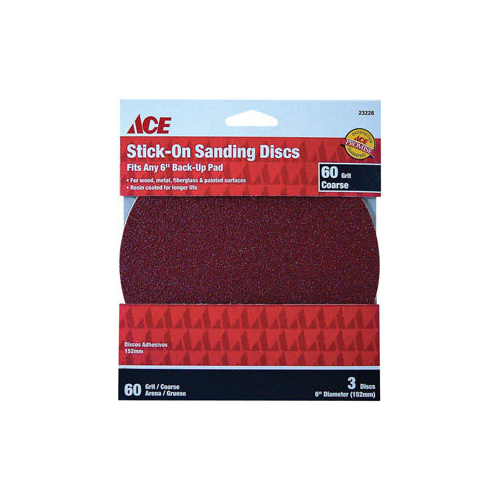 ACE
23228
Stick-On Sanding Discs
Fits Any 6" Back-Up Pad
• For wood, metal, fiberglass & painted surfaces
• Resin coated for longer life
ACE
PROMISE
60 Grit
Coarse
Discos Adhesivos
152mm
60 Grit / Coarse
Arena / Grueso
3 Discs
6" Diameter (152mm)